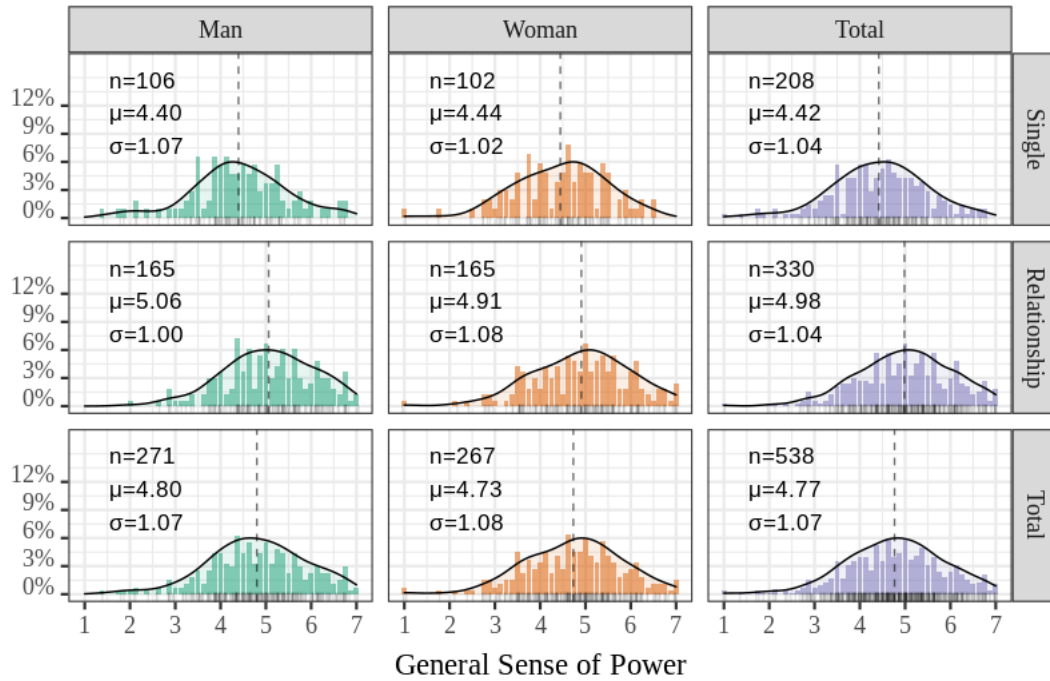 Man Woman Total
n=106
μ=4.40
σ=1.07
n=102
μ=4.44
σ=1.02
n=208
μ=4.42
σ=1.04
Single
12%
9%
6%
3%
0%
n=165
μ=5.06
σ=1.00
n=165
μ=4.91
σ=1.08
n=330
μ=4.98
σ=1.04
Relationship
12%
9%
6%
3%
0%
n=271
μ=4.80
σ=1.07
n=267
μ=4.73
σ=1.08
n=538
μ=4.77
σ=1.07
Total
12%
9%
6%
3%
0%
1 2 3 4 5 6 7 1 2 3 4 5 6 7 1 2 3 4 5 6 7
General Sense of Power